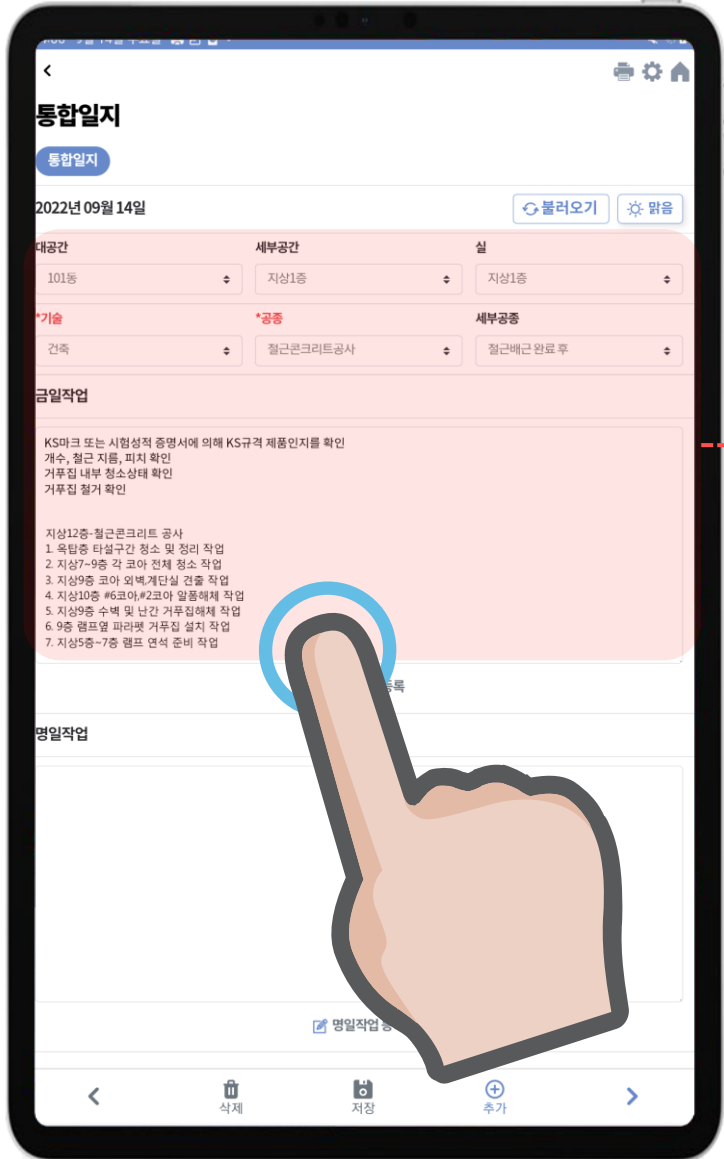 통합일지
통합일지
2022년 09월 14일
불러오기
맑음
대공간 세부공간 실
101동 지상1증 지상1증
*기술 *공종 세부공종
건축 절근콘크리트공사 절근배근 완료 후
금일작업
KS마크 또는 시험성적 증명서에 의해 KS규격 제품인지를 확인
개수, 철근 지름, 피치 확인
거푸집 내부 청소상태 확인
거푸집 철거 확인
지상12층-철근콘크리트 공사
1. 옥탑층 타설구간 청소 및 정리 작업
2. 지상7~9층 각 코아 전체 청소 작업
3. 지상9층 코아 외벽,계단실 견출 작업
4. 지상10층 #6코아,#2코아 알폼해체 작업
5. 지상9층 수벽 및 난간 거푸집해체 작업
6. 9층 램프옆 파라펫 거푸집 설치 작업
7. 지상5층~7층 램프 연석 준비 작업
명일작업
명일작업
삭제 저장 추가